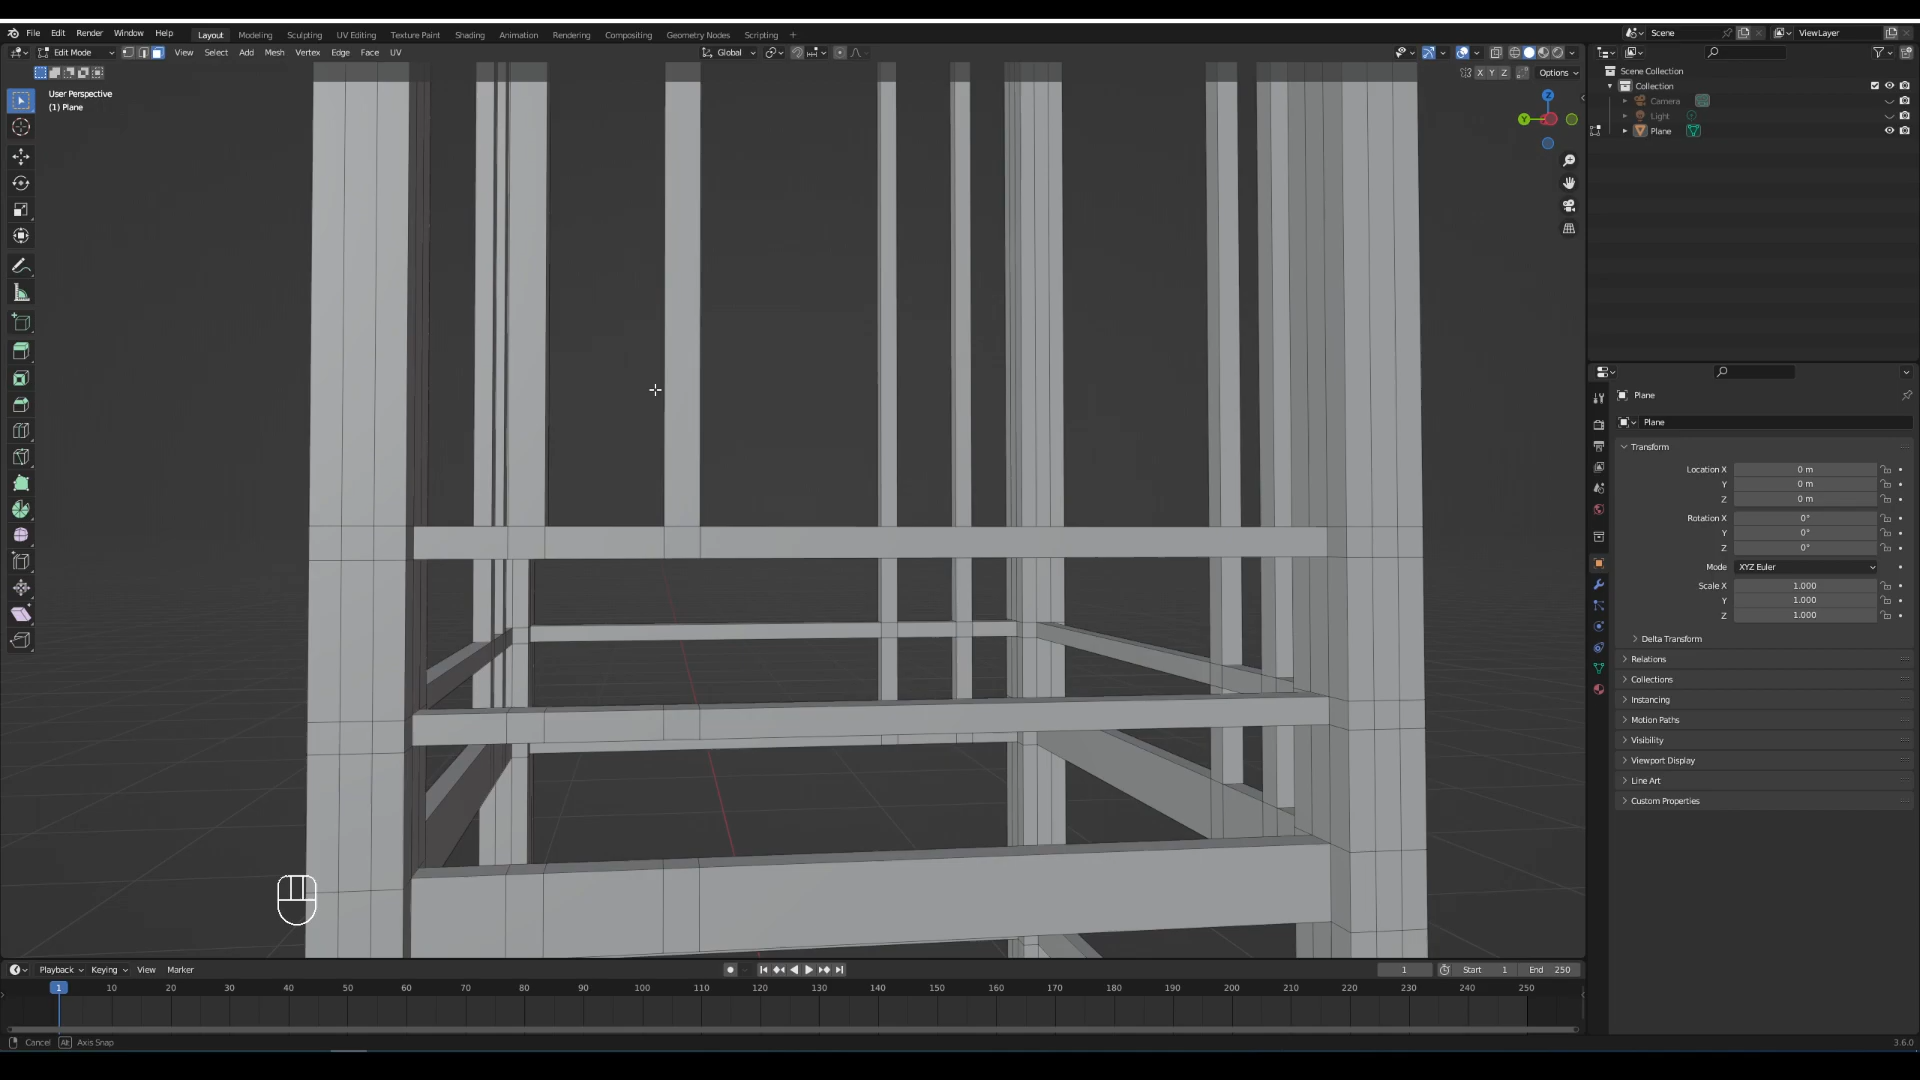 File Edit Render Window Help Layout Modeling Sculpting UV Editing Texture Paint Shading Animation Rendering Compositing Geometry Nodes Scripting + Scene ViewLayer
Edit Mode View Select Add Mesh Vertex Edge Face UV Global
X Y Z Options
User Perspective
(1) Plane
Z
Y
Scene Collection
Collection
Camera
Light
Plane
Plane
Plane
Transform
Location X 0 m
Y 0 m
Z 0 m
Rotation X 0°
Y 0°
Z 0°
Mode XYZ Euler
Scale X 1.000
Y 1.000
Z 1.000
Delta Transform
Relations
Collections
Instancing
Motion Paths
Visibility
Viewport Display
Line Art
Custom Properties
Playback Keying View Marker 1 Start 1 End 250
1 10 20 30 40 50 60 70 80 90 100 110 120 130 140 150 160 170 180 190 200 210 220 230 240 250
Cancel Alt Axis Snap 3.6.0